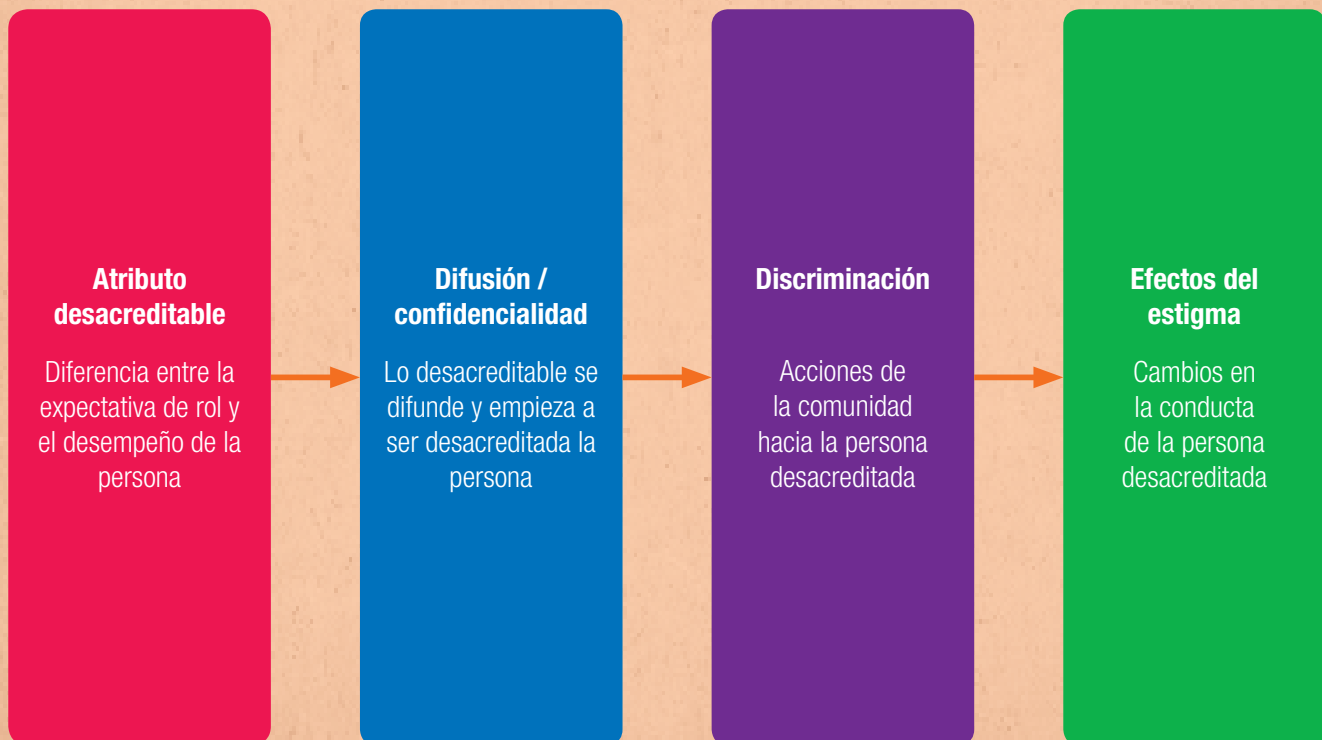 Atributo
desacreditable
Diferencia entre la
expectativa de rol y
el desempeño de la
persona
Difusión /
confidencialidad
Lo desacreditable se
difunde y empieza a
ser desacreditada la
persona
Discriminación
Acciones de
la comunidad
hacia la persona
desacreditada
Efectos del
estigma
Cambios en
la conducta
de la persona
desacreditada